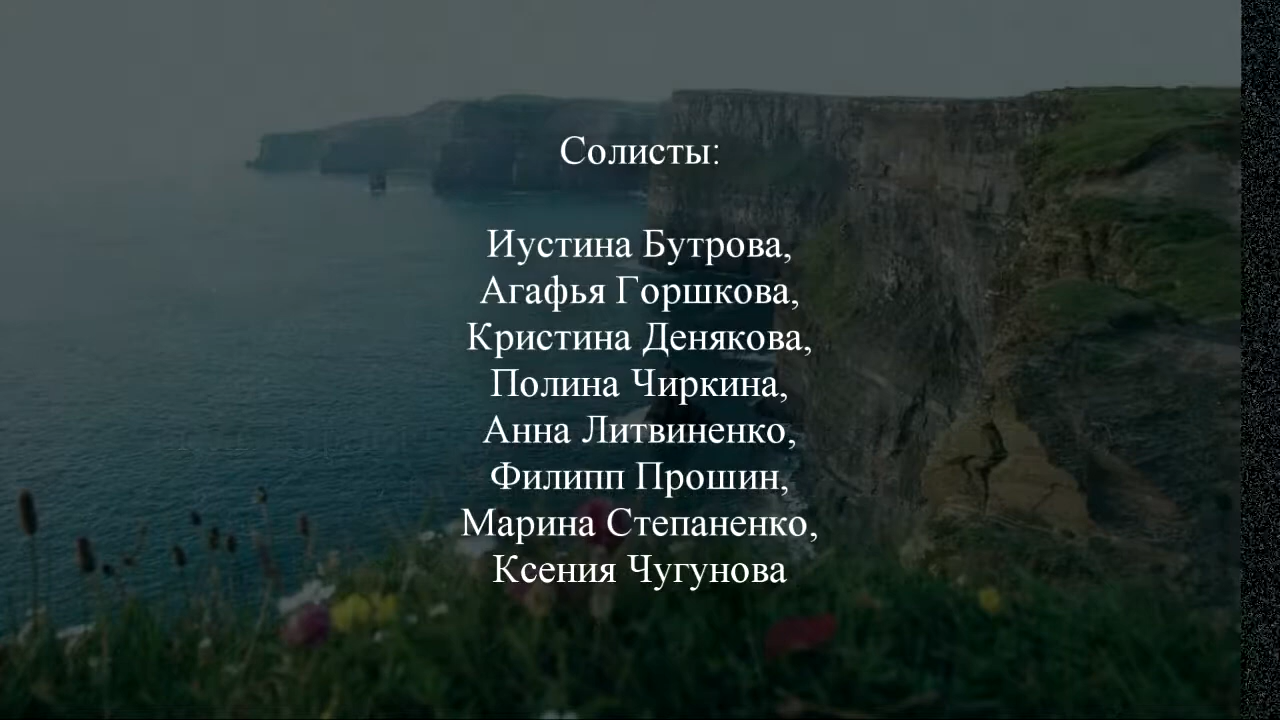 Солисты:
Иустина Бутрова,
Агафья Горшкова,
Кристина Денякова,
Полина Чиркина,
Анна Литвиненко,
Филипп Прошин,
Марина Степаненко,
Ксения Чугунова